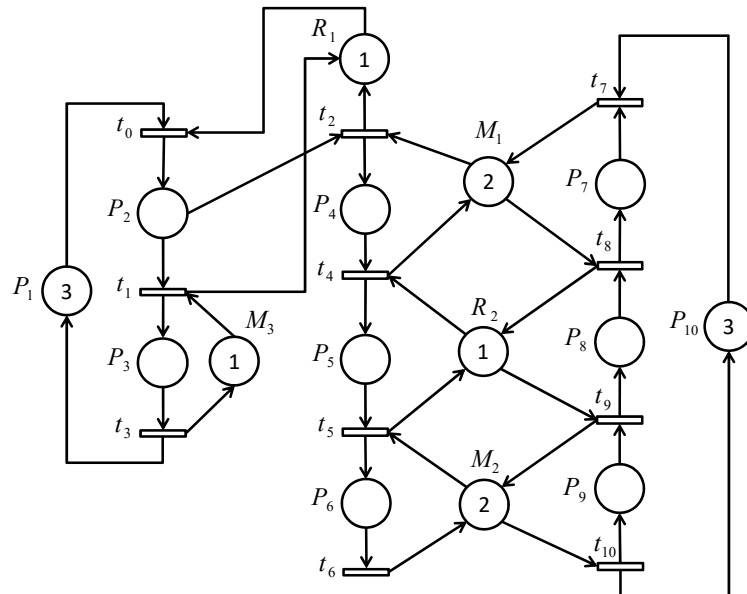 R₁
1
t₇
t₀
t₂
M₁
2
P₇
P₂
P₄
t₈
P₁
3
t₁
t₄
R₂
M₃
P₁₀
3
P₃
1
P₅
1
P₈
t₃
t₅
t₉
M₂
P₆
2
P₉
t₆
t₁₀